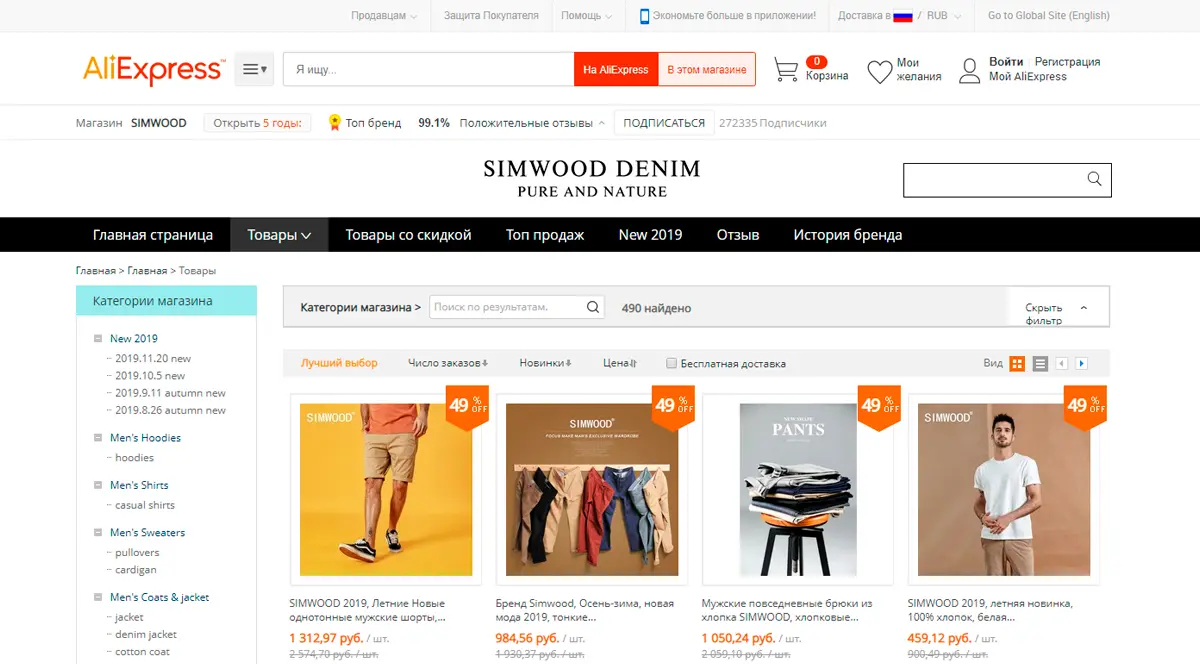 Продавцам
Защита Покупателя
Помощь
Экономьте больше в приложении!
Доставка в / RUB
Go to Global Site (English)
AliExpress™
Я ищу...
На AliExpress
В этом магазине
0
Корзина
Мои
желания
Войти | Регистрация
Мой AliExpress
Магазин SIMWOOD
Открыть 5 годы:
Топ бренд
99.1% Положительные отзывы
ПОДПИСАТЬСЯ
272335 Подписчики
SIMWOOD DENIM
PURE AND NATURE
Главная страница
Товары
Товары со скидкой
Топ продаж
New 2019
Отзыв
История бренда
Главная > Главная > Товары
Категории магазина
New 2019
2019.11.20 new
2019.10.5 new
2019.9.11 autumn new
2019.8.26 autumn new
Men's Hoodies
hoodies
Men's Shirts
casual shirts
Men's Sweaters
pullovers
cardigan
Men's Coats & jacket
jacket
denim jacket
cotton coat
Категории магазина >
Поиск по результатам.
490 найдено
Скрыть
фильтр
Лучший выбор
Число заказов
Новинки
Цена
Бесплатная доставка
Вид
49 % OFF
SIMWOOD®
SIMWOOD 2019, Летние Новые
однотонные мужские шорты,...
1 312,97 руб. / шт.
2 574,70 руб. / шт.
49 % OFF
SIMWOOD®
FOCUS MAKE MAN'S EXCLUSIVE WARDROBE
Бренд Simwood, Осень-зима, новая
мода 2019, тонкие...
984,56 руб. / шт.
1 930,37 руб. / шт.
49 % OFF
PANTS
Мужские повседневные брюки из
хлопка SIMWOOD, хлопковые...
1 050,24 руб. / шт.
2 059,10 руб. / шт.
49 % OFF
SIMWOOD®
SIMWOOD 2019, летняя новинка,
100% хлопок, белая...
459,12 руб. / шт.
900,49 руб. / шт.